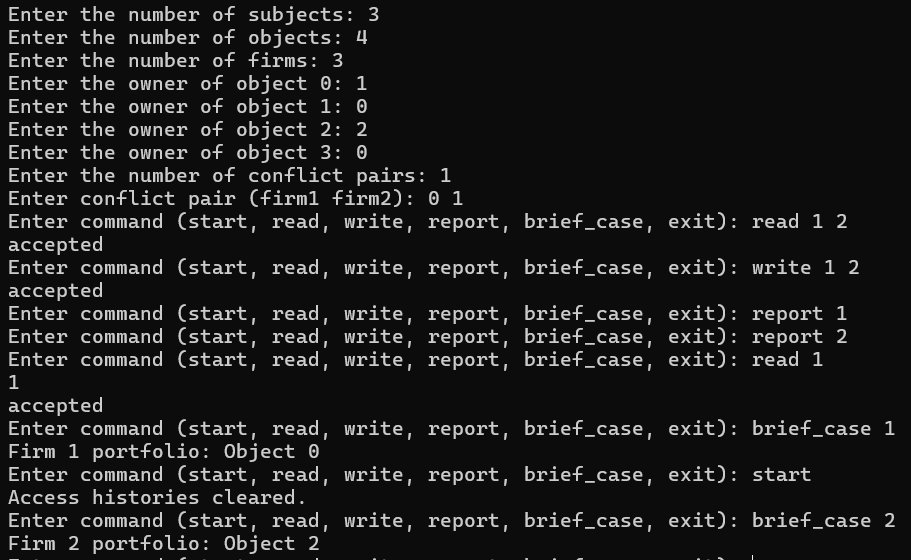 Enter the number of subjects: 3
Enter the number of objects: 4
Enter the number of firms: 3
Enter the owner of object 0: 1
Enter the owner of object 1: 0
Enter the owner of object 2: 2
Enter the owner of object 3: 0
Enter the number of conflict pairs: 1
Enter conflict pair (firm1 firm2): 0 1
Enter command (start, read, write, report, brief_case, exit): read 1 2
accepted
Enter command (start, read, write, report, brief_case, exit): write 1 2
accepted
Enter command (start, read, write, report, brief_case, exit): report 1
Enter command (start, read, write, report, brief_case, exit): report 2
Enter command (start, read, write, report, brief_case, exit): read 1
1
accepted
Enter command (start, read, write, report, brief_case, exit): brief_case 1
Firm 1 portfolio: Object 0
Enter command (start, read, write, report, brief_case, exit): start
Access histories cleared.
Enter command (start, read, write, report, brief_case, exit): brief_case 2
Firm 2 portfolio: Object 2